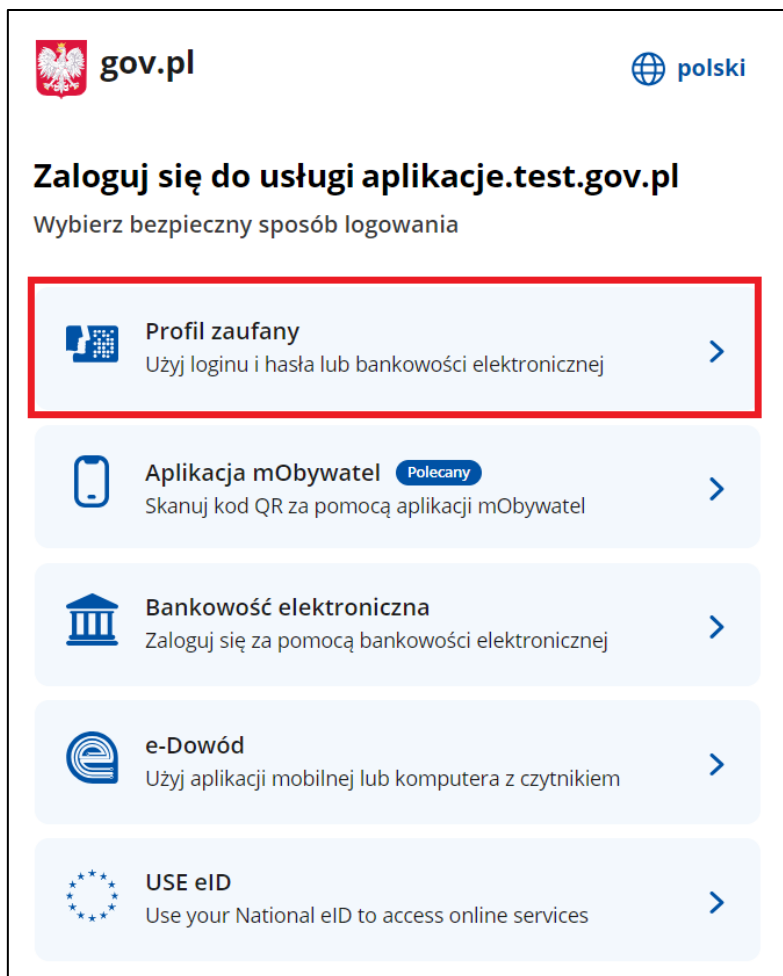 gov.pl
polski
Zaloguj się do usługi aplikacje.test.gov.pl
Wybierz bezpieczny sposób logowania
Profil zaufany
Użyj loginu i hasła lub bankowości elektronicznej
Aplikacja mObywatel Polecany
Skanuj kod QR za pomocą aplikacji mObywatel
Bankowość elektroniczna
Zaloguj się za pomocą bankowości elektronicznej
e-Dowód
Użyj aplikacji mobilnej lub komputera z czytnikiem
USE eID
Use your National eID to access online services